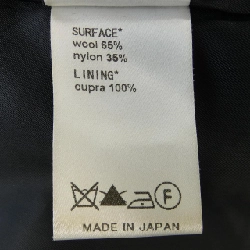 SURFACE*
wool 65%
nylon 35%
LINING*
cupra 100%
F
MADE IN JAPAN